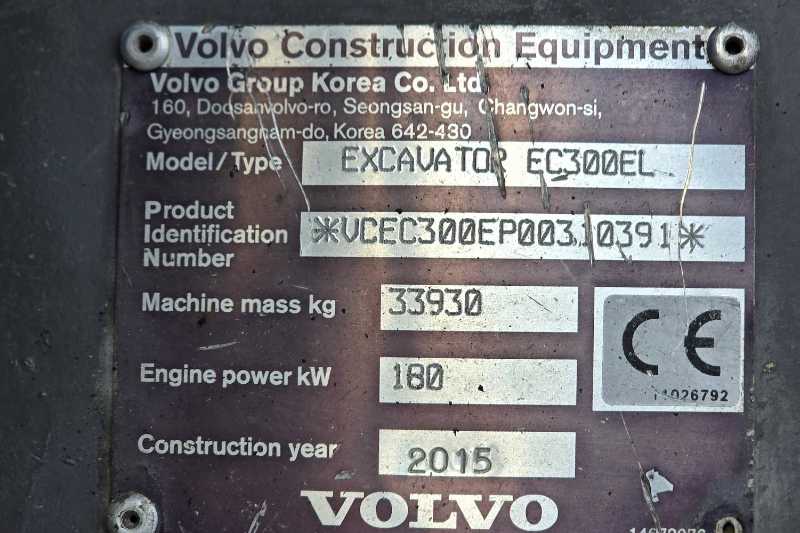 Volvo Construction Equipment
Volvo Group Korea Co. Ltd
160, Doosanvolvo-ro, Seongsan-gu, Changwon-si,
Gyeongsangnam-do, Korea 642-430
Model/Type EXCAVATOR EC300EL
Product
Identification
Number
*VCEC300EP00310391*
Machine mass kg 33930
CE
Engine power kW 180
11026792
Construction year 2015
VOLVO